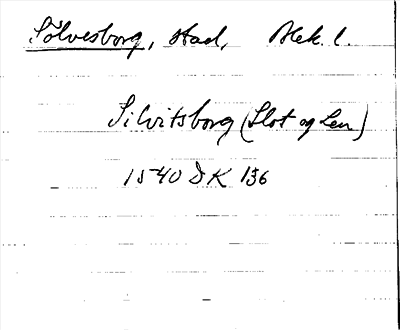 Sölvesborg, stad, Blek. l.
Silvitsborg (Slot og Len)
1540 DK 136